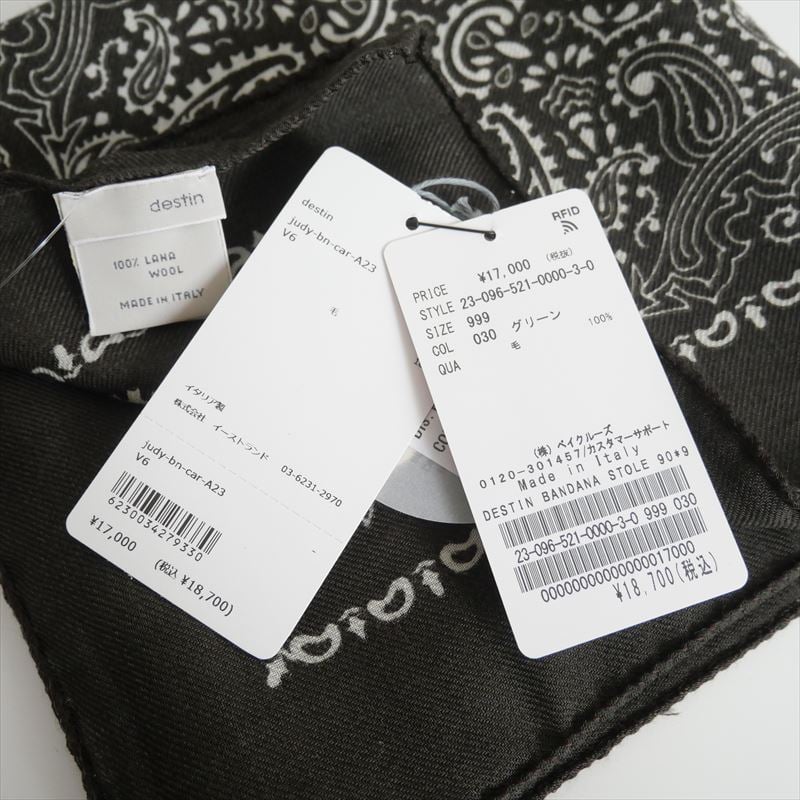 destin
100% LANA
WOOL
MADE IN ITALY
destin
judy-bn-car-A23
V6
毛
イタリア製
株式会社 イーストランド 03-6231-2970
judy-bn-car-A23
V6
6230034279330
¥17,000
(税込 ¥18,700)
RFID
PRICE ¥17,000 (税抜)
STYLE 23-096-521-0000-3-0
SIZE 999
COL 030 グリーン
QUA 毛 100%
(株) ベイクルーズ
0120-301457/カスタマーサポート
Made in Italy
DESTIN BANDANA STOLE 90*9
23-096-521-0000-3-0 999 030
0000000000000000017000
¥18,700(税込)